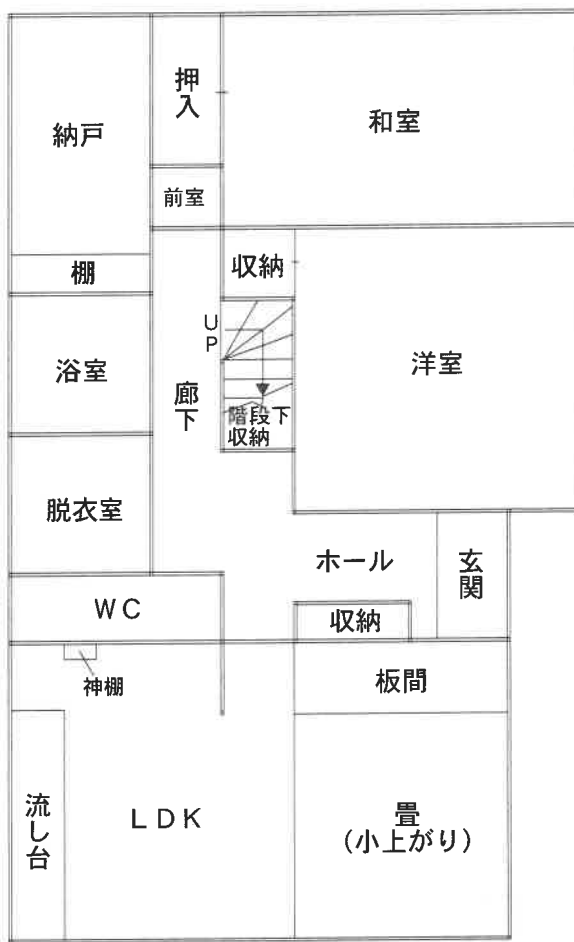 押入
和室
納戸
前室
棚
収納
UP
浴室
洋室
廊下
階段下
収納
脱衣室
ホール
玄関
WC
収納
神棚
板間
流し台
LDK
畳
(小上がり)